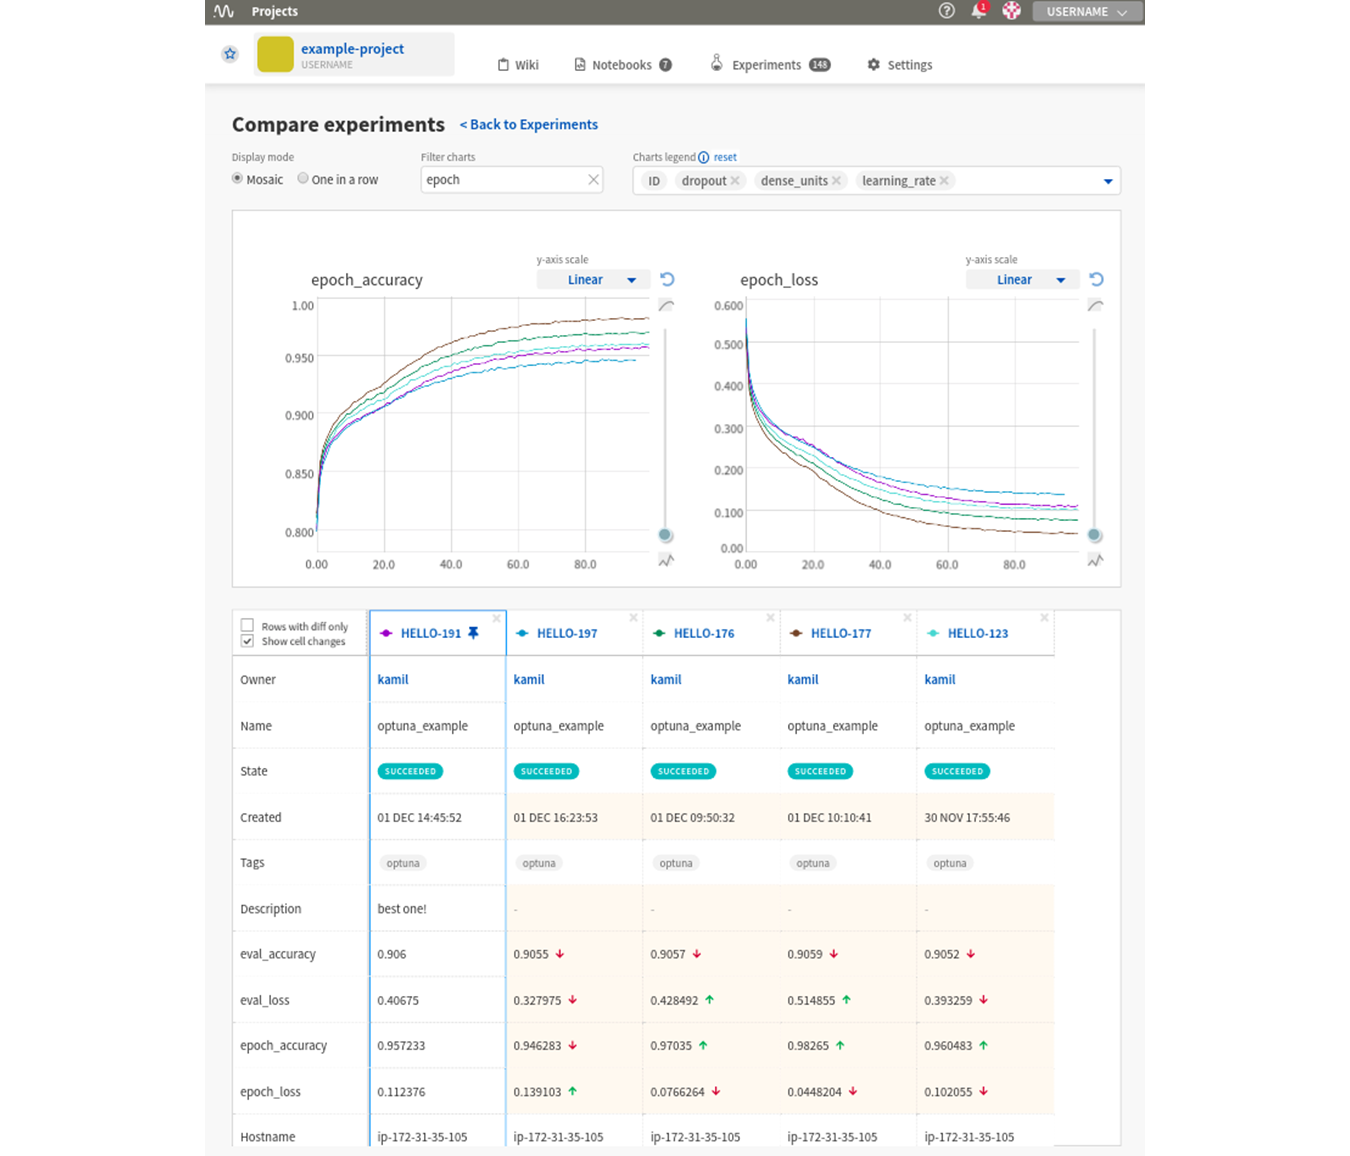 Projects
1
USERNAME
example-project
USERNAME
Wiki
Notebooks 7
Experiments 148
Settings
Compare experiments < Back to Experiments
Display mode
Mosaic One in a row
Filter charts
epoch
Charts legend reset
ID dropout dense_units learning_rate
epoch_accuracy
y-axis scale
Linear
1.00
0.950
0.900
0.850
0.800
0.00 20.0 40.0 60.0 80.0
epoch_loss
y-axis scale
Linear
0.600
0.500
0.400
0.300
0.200
0.100
0.00
0.00 20.0 40.0 60.0 80.0
Rows with diff only
Show cell changes
HELLO-191 HELLO-197 HELLO-176 HELLO-177 HELLO-123
Owner kamil kamil kamil kamil kamil
Name optuna_example optuna_example optuna_example optuna_example optuna_example
State SUCCEEDED SUCCEEDED SUCCEEDED SUCCEEDED SUCCEEDED
Created 01 DEC 14:45:52 01 DEC 16:23:53 01 DEC 09:50:32 01 DEC 10:10:41 30 NOV 17:55:46
Tags optuna optuna optuna optuna optuna
Description best one! - - - -
eval_accuracy 0.906 0.9055 0.9057 0.9059 0.9052
eval_loss 0.40675 0.327975 0.428492 0.514855 0.393259
epoch_accuracy 0.957233 0.946283 0.97035 0.98265 0.960483
epoch_loss 0.112376 0.139103 0.0766264 0.0448204 0.102055
Hostname ip-172-31-35-105 ip-172-31-35-105 ip-172-31-35-105 ip-172-31-35-105 ip-172-31-35-105